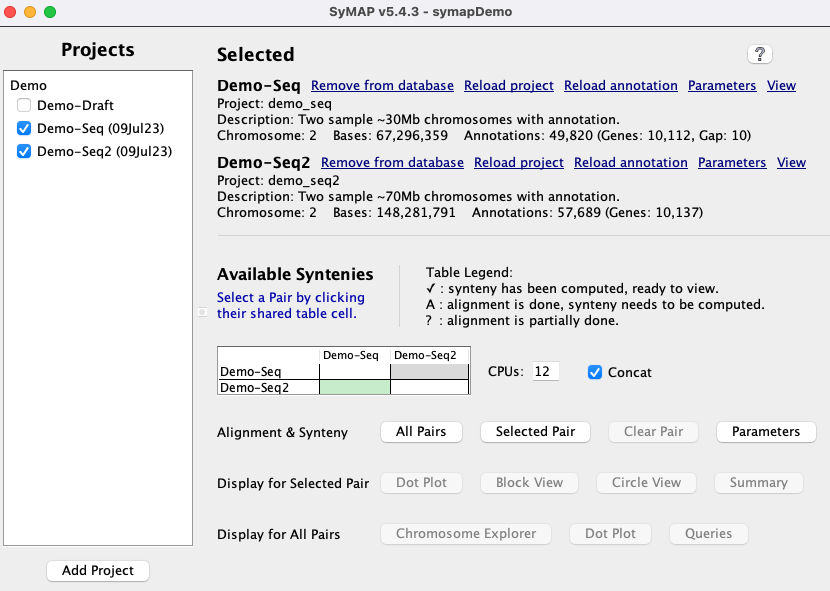 SyMAP v5.4.3 - symapDemo
Projects
Demo
Demo-Draft
Demo-Seq (09Jul23)
Demo-Seq2 (09Jul23)
Add Project
Selected
?
Demo-Seq Remove from database Reload project Reload annotation Parameters View
Project: demo_seq
Description: Two sample ~30Mb chromosomes with annotation.
Chromosome: 2 Bases: 67,296,359 Annotations: 49,820 (Genes: 10,112, Gap: 10)
Demo-Seq2 Remove from database Reload project Reload annotation Parameters View
Project: demo_seq2
Description: Two sample ~70Mb chromosomes with annotation.
Chromosome: 2 Bases: 148,281,791 Annotations: 57,689 (Genes: 10,137)
Available Syntenies
Select a Pair by clicking
their shared table cell.
Table Legend:
✓ : synteny has been computed, ready to view.
A : alignment is done, synteny needs to be computed.
? : alignment is partially done.
Demo-Seq Demo-Seq2
Demo-Seq
Demo-Seq2
CPUs: 12 Concat
Alignment & Synteny All Pairs Selected Pair Clear Pair Parameters
Display for Selected Pair Dot Plot Block View Circle View Summary
Display for All Pairs Chromosome Explorer Dot Plot Queries